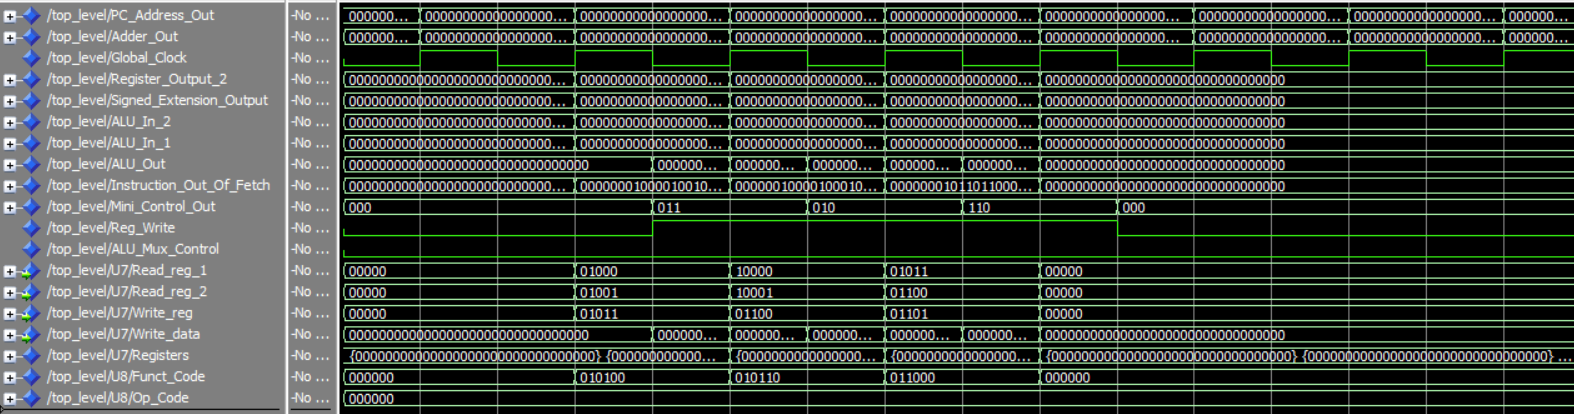 /top_level/PC_Address_Out -No ... 000000... 00000000000000000... 00000000000000000... 00000000000000000... 00000000000000000... 00000000000000000... 00000000000000000... 00000000000000000... 000000...
/top_level/Adder_Out -No ... 000000... 00000000000000000... 00000000000000000... 00000000000000000... 00000000000000000... 00000000000000000... 00000000000000000... 00000000000000000... 000000...
/top_level/Global_Clock -No ...
/top_level/Register_Output_2 -No ... 00000000000000000000000000... 00000000000000000... 00000000000000000... 00000000000000000... 00000000000000000000000000000000
/top_level/Signed_Extension_Output -No ... 00000000000000000000000000... 00000000000000000... 00000000000000000... 00000000000000000... 00000000000000000000000000000000
/top_level/ALU_In_2 -No ... 00000000000000000000000000... 00000000000000000... 00000000000000000... 00000000000000000... 00000000000000000000000000000000
/top_level/ALU_In_1 -No ... 00000000000000000000000000... 00000000000000000... 00000000000000000... 00000000000000000... 00000000000000000000000000000000
/top_level/ALU_Out -No ... 00000000000000000000000000000000 000000... 000000... 000000... 000000... 000000... 00000000000000000000000000000000
/top_level/Instruction_Out_Of_Fetch -No ... 00000000000000000000000000... 00000001000010010... 00000010000100010... 00000001011011000... 00000000000000000000000000000000
/top_level/Mini_Control_Out -No ... 000 011 010 110 000
/top_level/Reg_Write -No ...
/top_level/ALU_Mux_Control -No ...
/top_level/U7/Read_reg_1 -No ... 00000 01000 10000 01011 00000
/top_level/U7/Read_reg_2 -No ... 00000 01001 10001 01100 00000
/top_level/U7/Write_reg -No ... 00000 01011 01100 01101 00000
/top_level/U7/Write_data -No ... 00000000000000000000000000000000 000000... 000000... 000000... 000000... 000000... 00000000000000000000000000000000
/top_level/U7/Registers -No ... {00000000000000000000000000000000} {000000000000... {0000000000000000... {0000000000000000... {00000000000000000000000000000000} {00000000000000000000000000000000} ...
/top_level/U8/Funct_Code -No ... 000000 010100 010110 011000 000000
/top_level/U8/Op_Code -No ... 000000